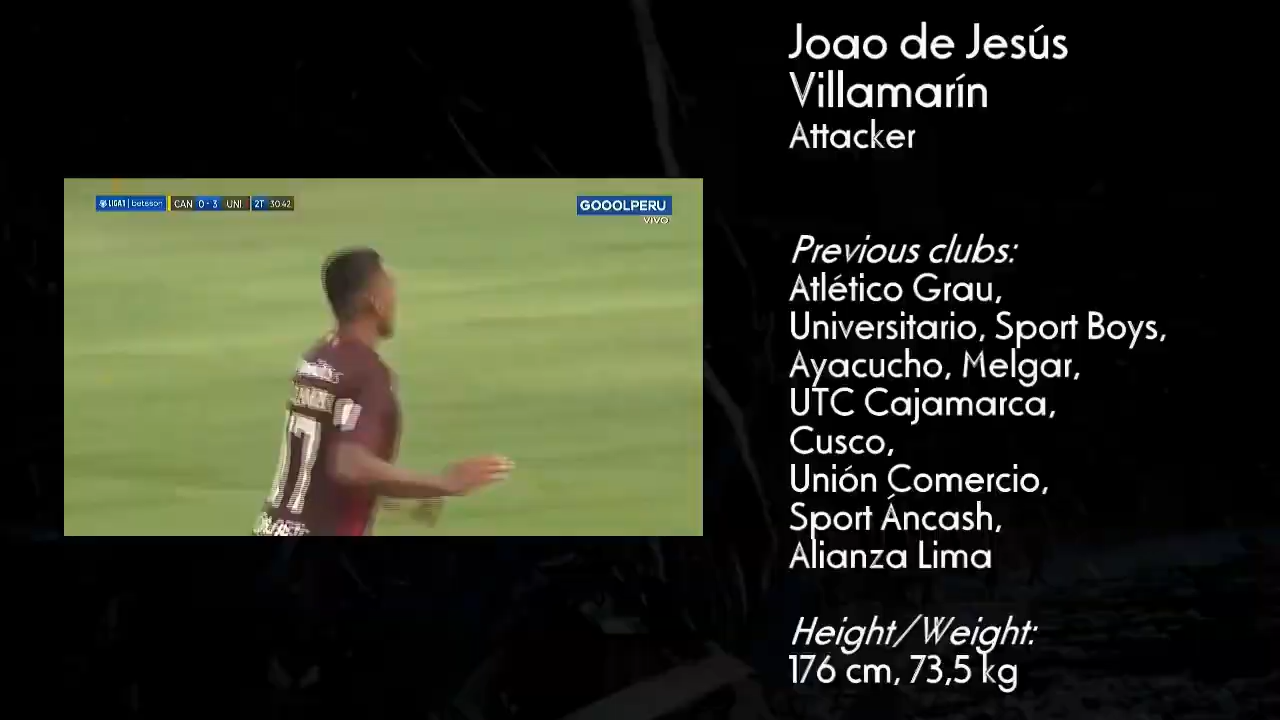 Joao de Jesús
Villamarín
Attacker
LIGA1 | betsson CAN 0 - 3 UNI 2T 30:42
GOOOLPERU
VIVO
17
Previous clubs:
Atlético Grau,
Universitario, Sport Boys,
Ayacucho, Melgar,
UTC Cajamarca,
Cusco,
Unión Comercio,
Sport Áncash,
Alianza Lima
Height/Weight:
176 cm, 73,5 kg